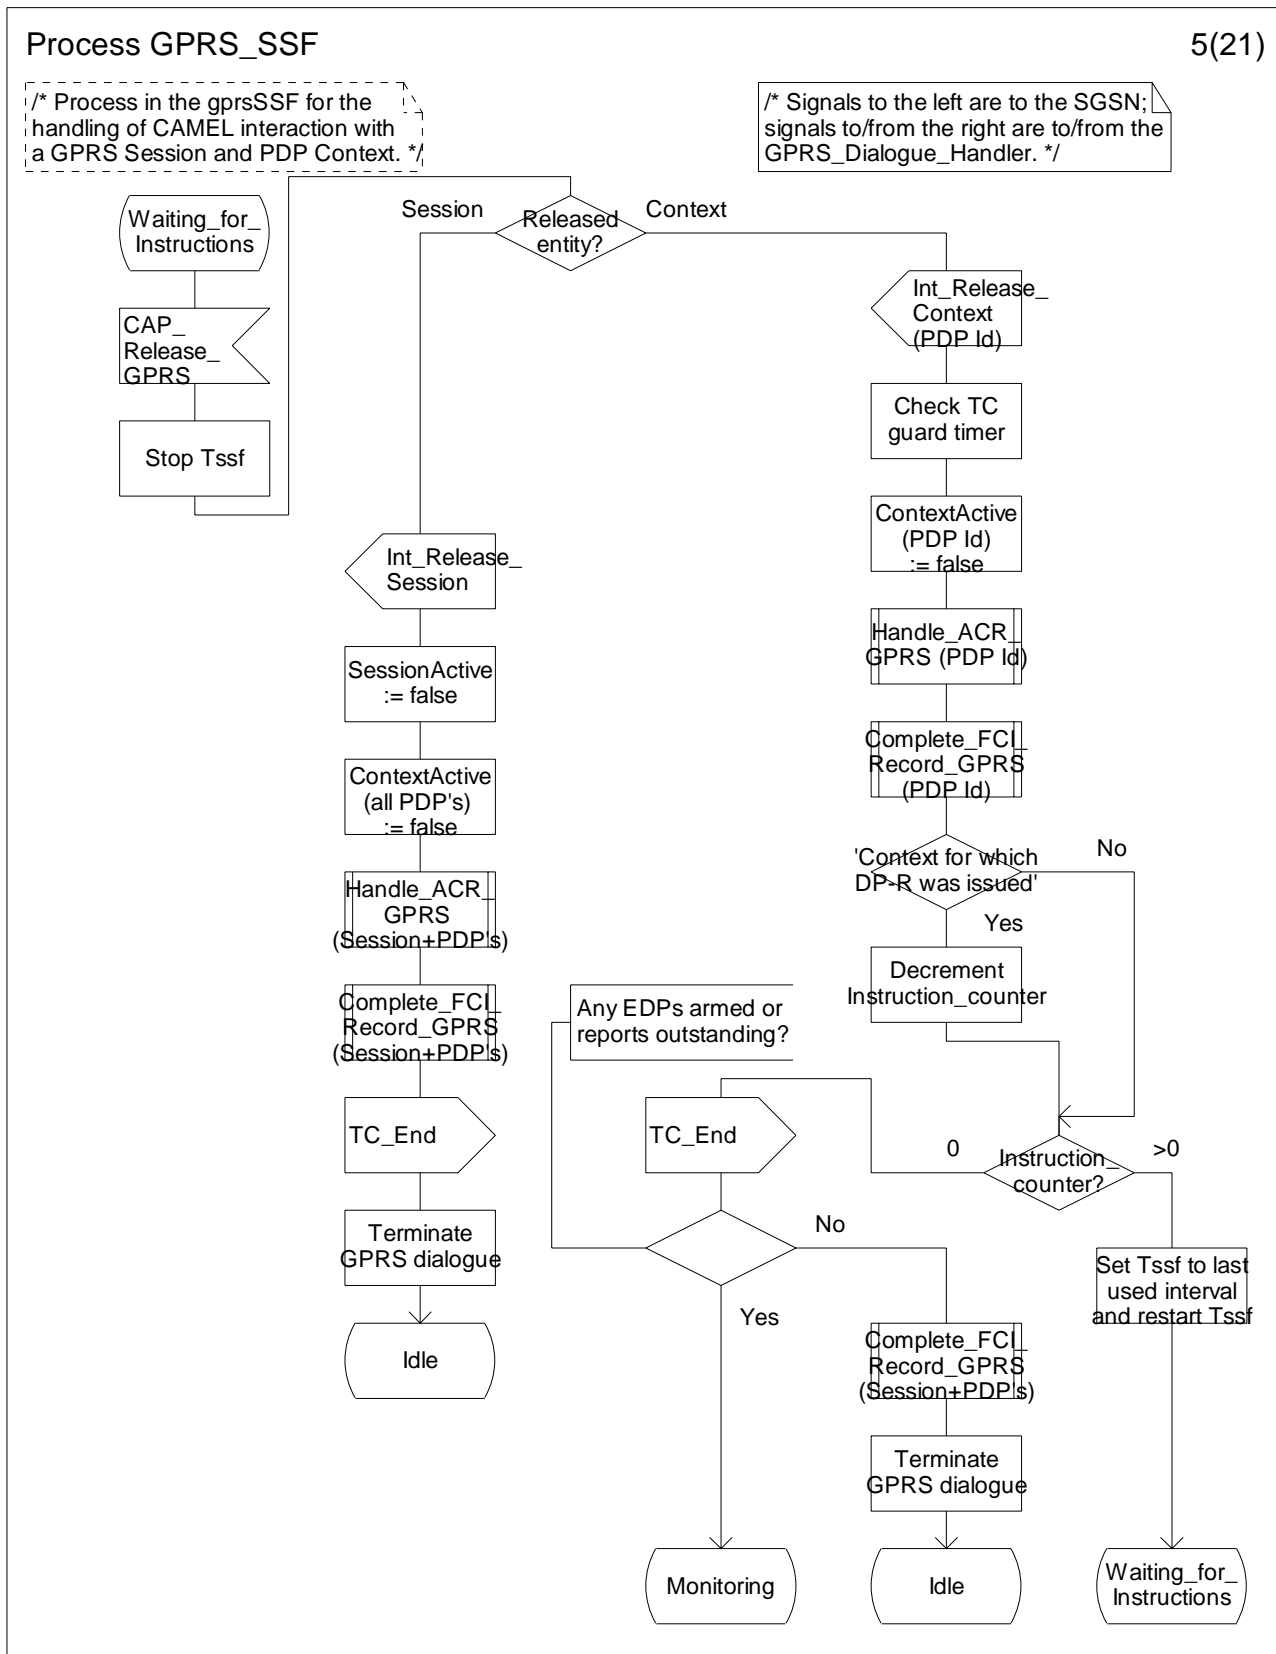 Process GPRS_SSF
5(21)
/* Process in the gprsSSF for the
handling of CAMEL interaction with
a GPRS Session and PDP Context. */
/* Signals to the left are to the SGSN;
signals to/from the right are to/from the
GPRS_Dialogue_Handler. */
Waiting_for_
Instructions
CAP_
Release_
GPRS
Stop Tssf
Session
Released
entity?
Context
Int_Release_
Session
SessionActive
:= false
ContextActive
(all PDP's)
:= false
Handle_ACR_
GPRS
(Session+PDP's)
Complete_FCI_
Record_GPRS
(Session+PDP's)
TC_End
Terminate
GPRS dialogue
Idle
Int_Release_
Context
(PDP Id)
Check TC
guard timer
ContextActive
(PDP Id)
:= false
Handle_ACR_
GPRS (PDP Id)
Complete_FCI_
Record_GPRS
(PDP Id)
'Context for which
DP-R was issued'
No
Yes
Decrement
Instruction_counter
Any EDPs armed or
reports outstanding?
TC_End
0
Instruction_
counter?
>0
No
Yes
Set Tssf to last
used interval
and restart Tssf
Complete_FCI_
Record_GPRS
(Session+PDP's)
Terminate
GPRS dialogue
Monitoring
Idle
Waiting_for_
Instructions